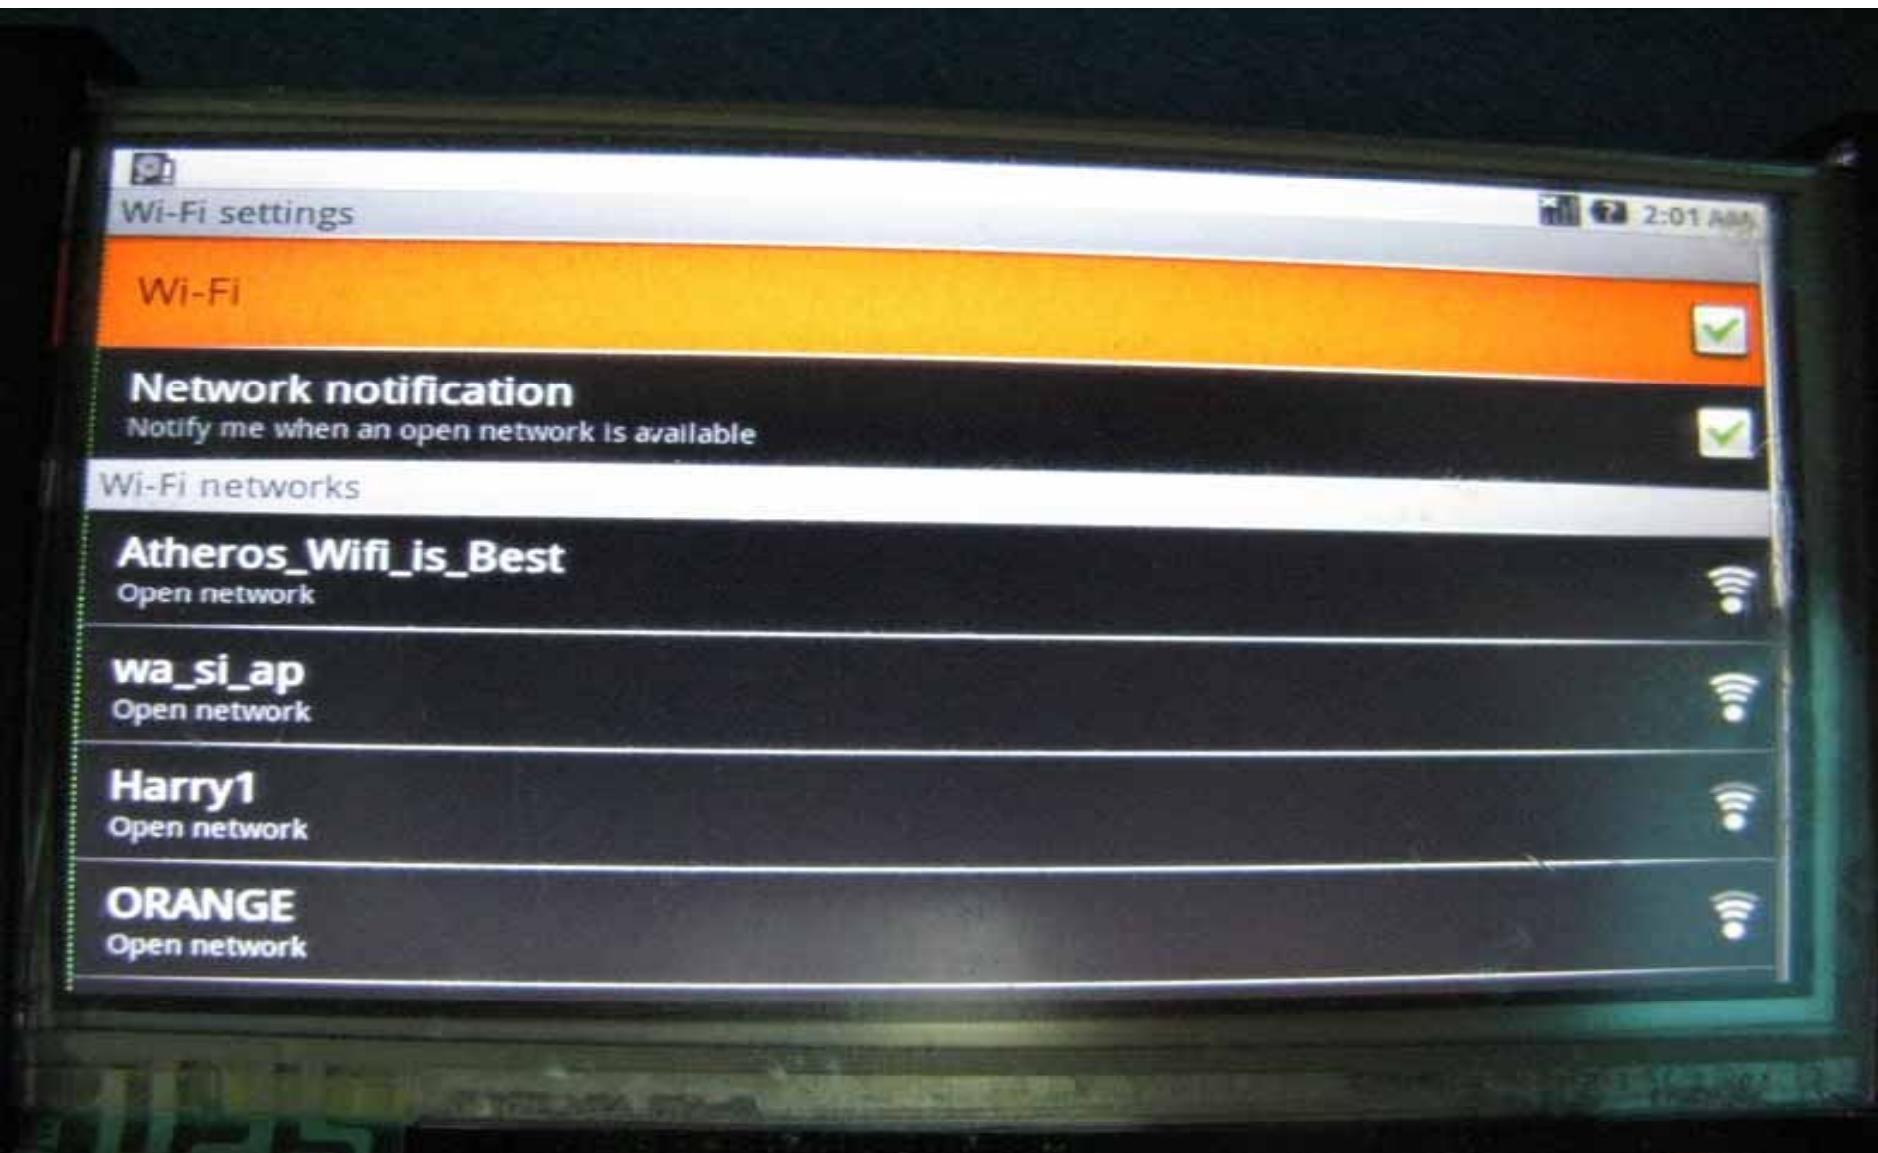 2:01 AM
Wi-Fi settings
Wi-Fi
Network notification
Notify me when an open network is available
Wi-Fi networks
Atheros_Wifi_is_Best
Open network
wa_si_ap
Open network
Harry1
Open network
ORANGE
Open network